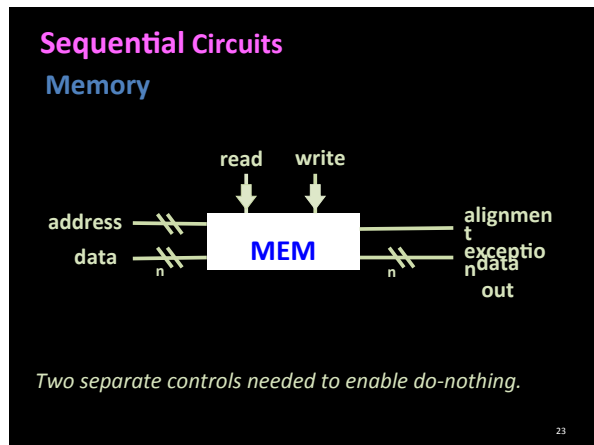 Sequential Circuits
Memory
read write
address
data
n
MEM
n
alignmen
t
exceptio
n
data
out
Two separate controls needed to enable do-nothing.
23